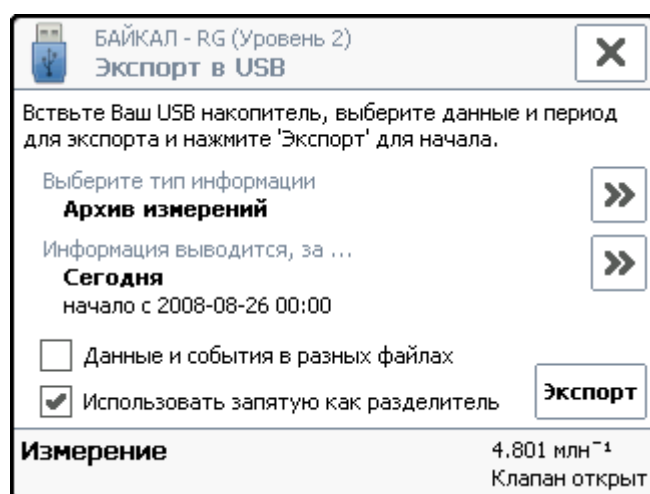 БАЙКАЛ - RG (Уровень 2)
Экспорт в USB
Вствьте Ваш USB накопитель, выберите данные и период
для экспорта и нажмите 'Экспорт' для начала.
Выберите тип информации
Архив измерений
Информация выводится, за ...
Сегодня
начало с 2008-08-26 00:00
Данные и события в разных файлах
Использовать запятую как разделитель
Экспорт
Измерение
4.801 млн⁻¹
Клапан открыт